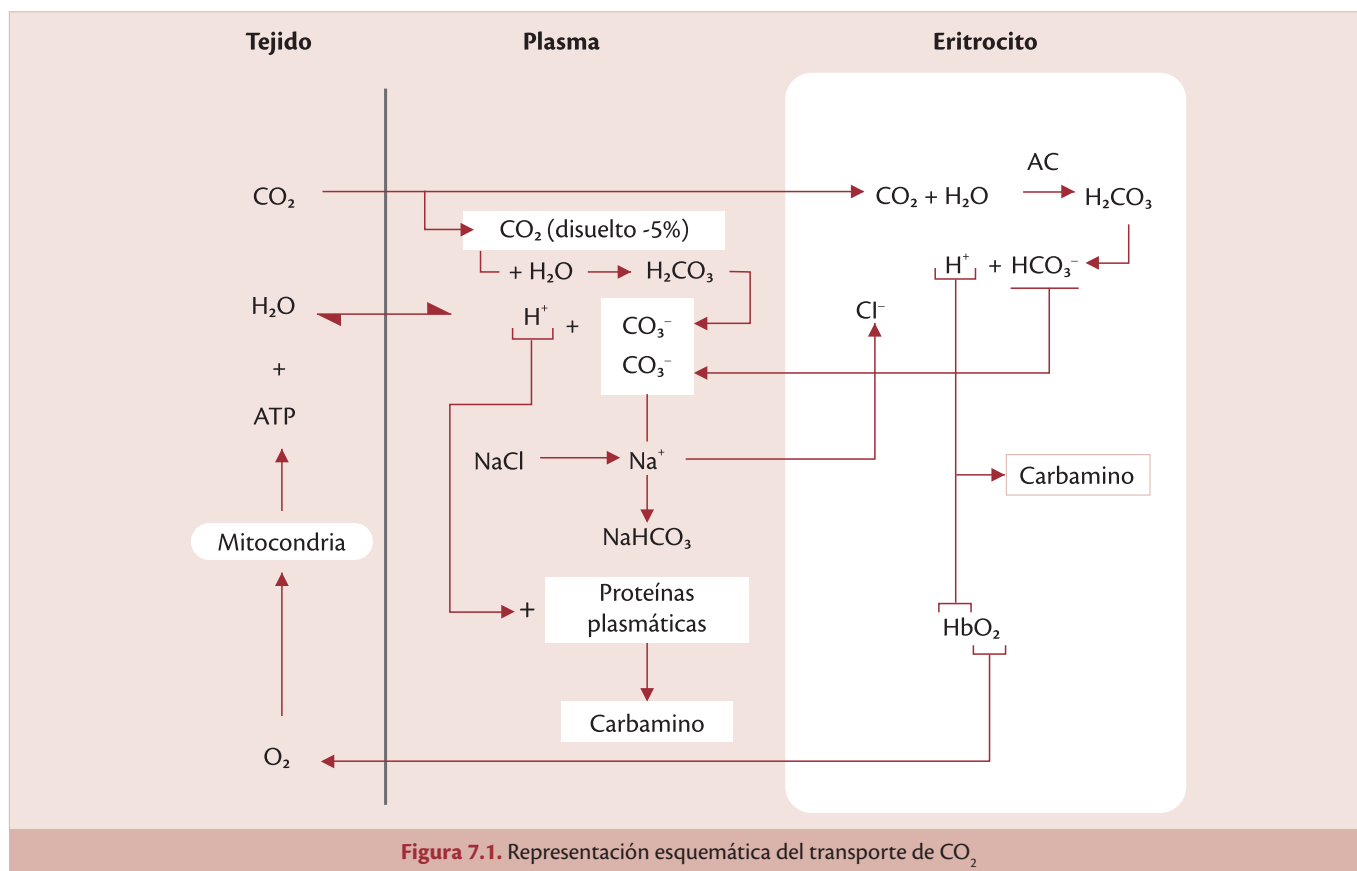 Tejido Plasma Eritrocito
AC
CO₂ CO₂ + H₂O H₂CO₃
CO₂ (disuelto -5%)
+ H₂O H₂CO₃ H⁺ + HCO₃⁻
H₂O H⁺ + CO₃⁻ Cl⁻
CO₃⁻
+
ATP
NaCl Na⁺ Carbamino
Mitocondria NaHCO₃
+ Proteínas
plasmáticas HbO₂
Carbamino
O₂
Figura 7.1. Representación esquemática del transporte de CO₂